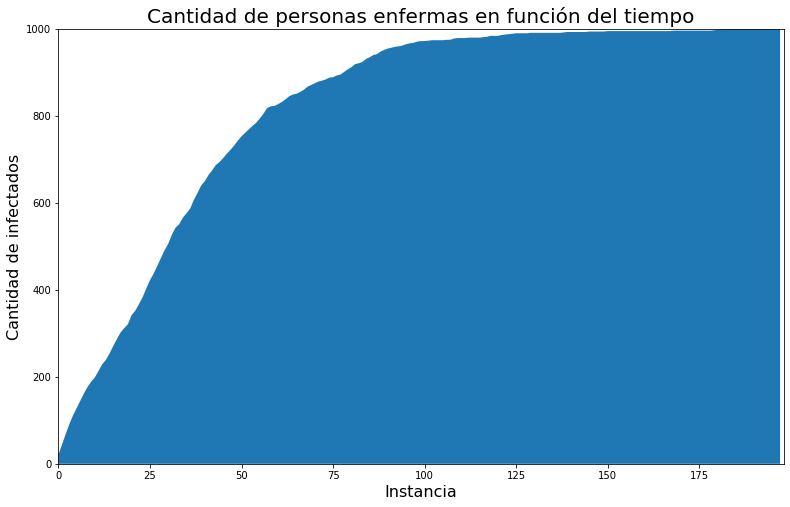 Cantidad de personas enfermas en función del tiempo
1000
800
600
400
200
0
Cantidad de infectados
0 25 50 75 100 125 150 175
Instancia